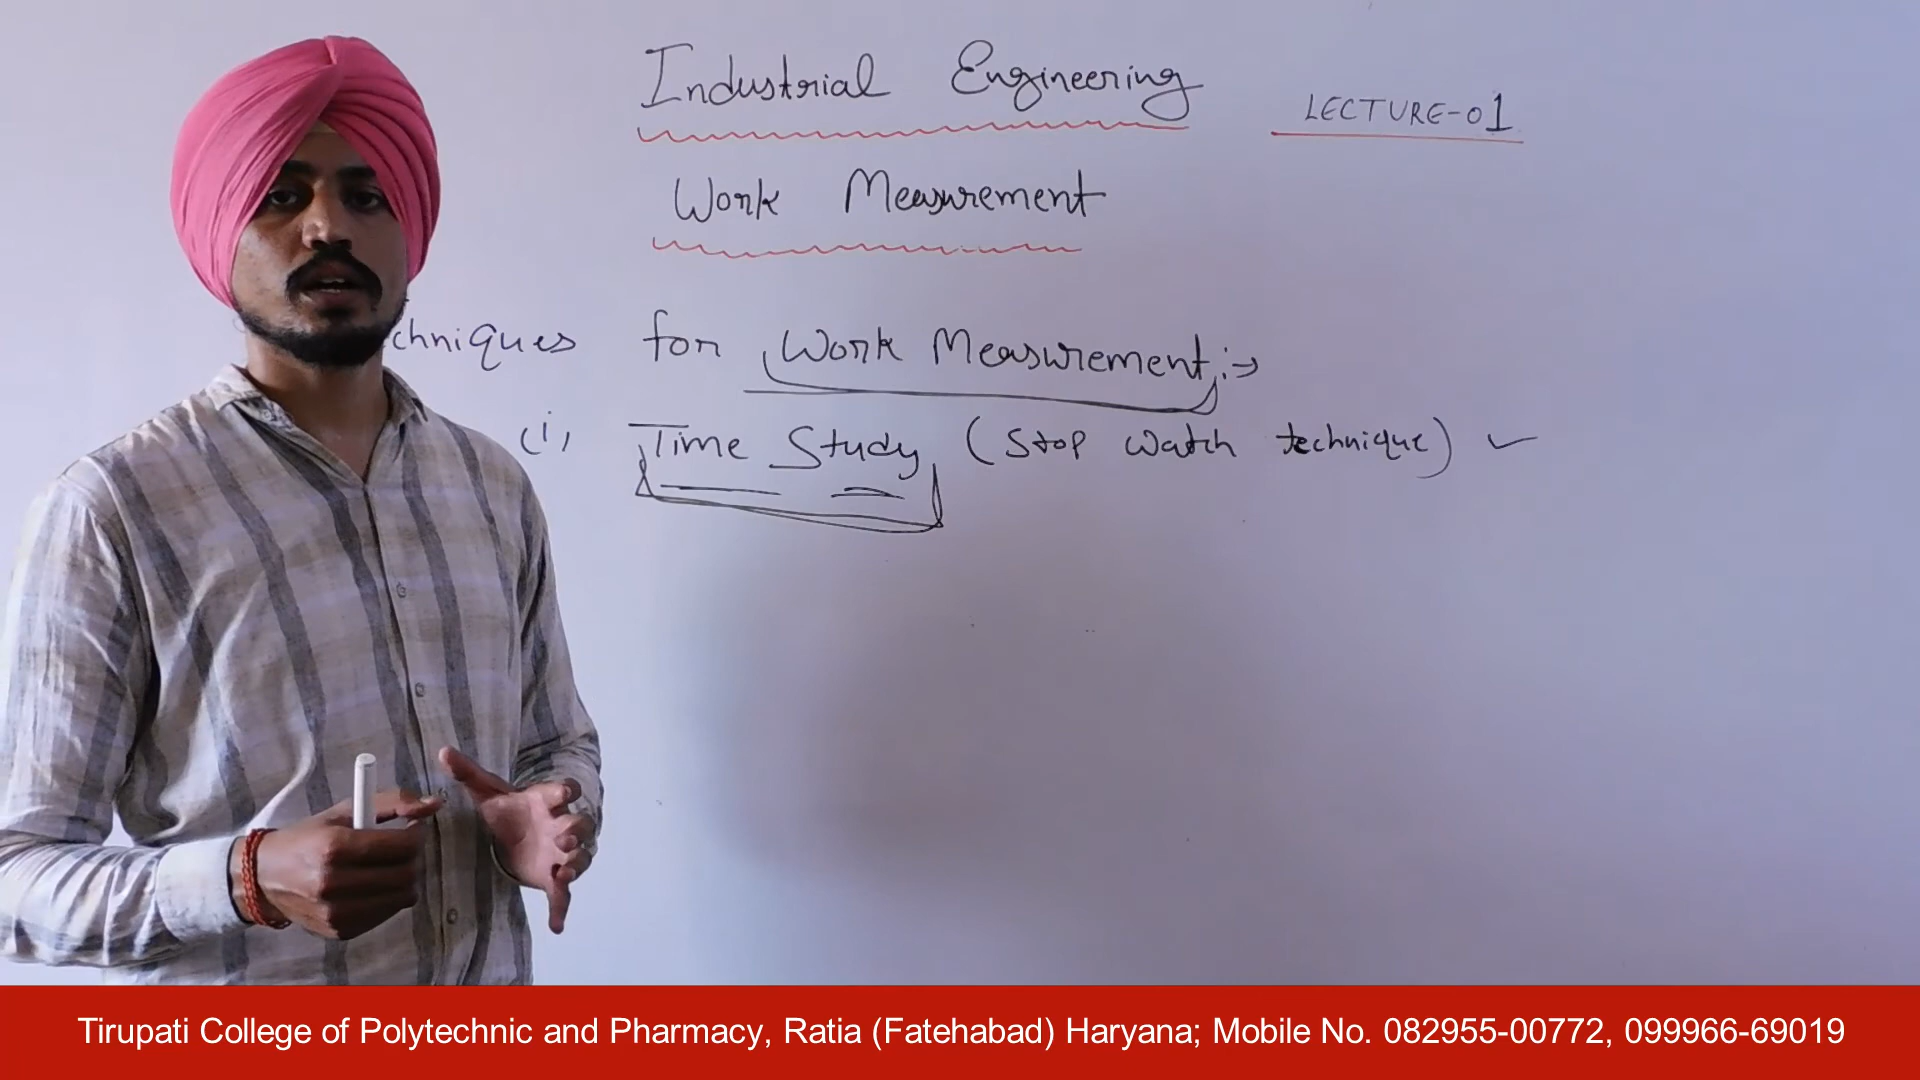 Industrial Engineering
LECTURE-01
Work Measurement
chniques for Work Measurement :->
(i) Time Study (Stop Watch technique) ✓
Tirupati College of Polytechnic and Pharmacy, Ratia (Fatehabad) Haryana; Mobile No. 082955-00772, 099966-69019